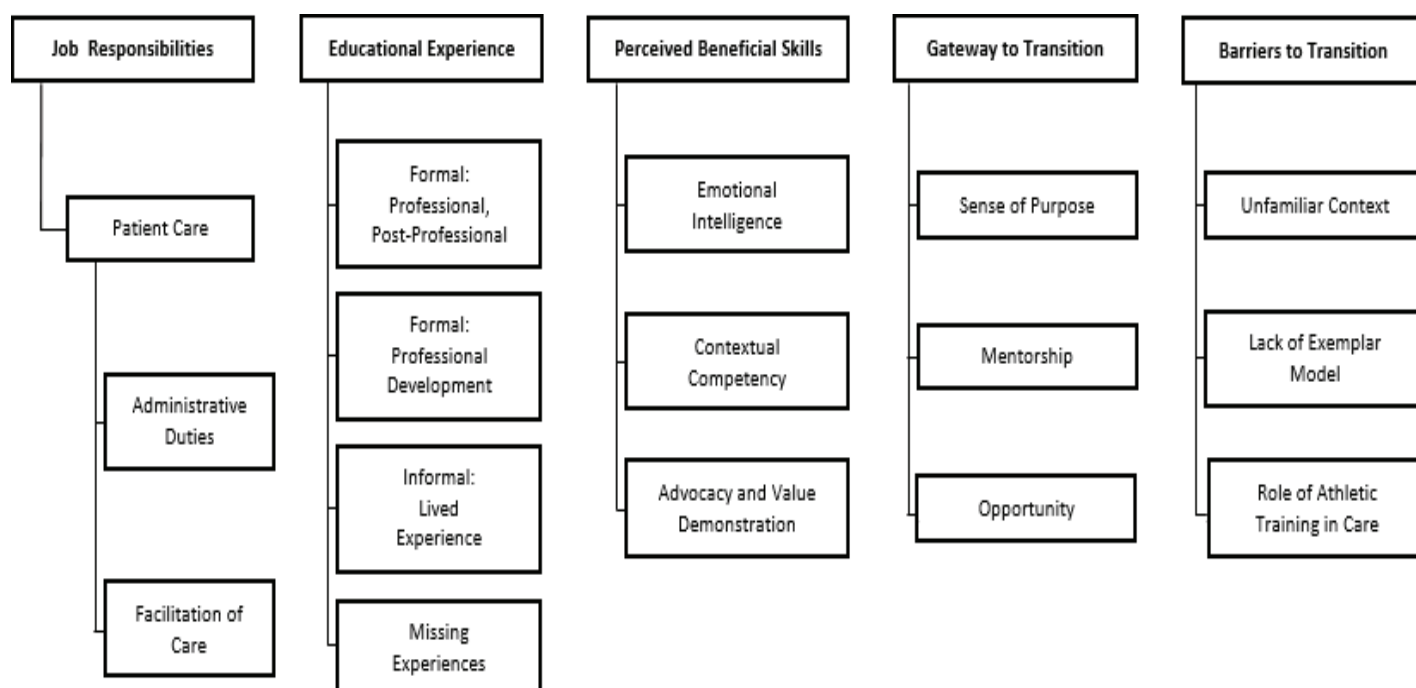 Job Responsibilities
Patient Care
Administrative
Duties
Facilitation of
Care
Educational Experience
Formal:
Professional,
Post-Professional
Formal:
Professional
Development
Informal:
Lived
Experience
Missing
Experiences
Perceived Beneficial Skills
Emotional
Intelligence
Contextual
Competency
Advocacy and Value
Demonstration
Gateway to Transition
Sense of Purpose
Mentorship
Opportunity
Barriers to Transition
Unfamiliar Context
Lack of Exemplar
Model
Role of Athletic
Training in Care